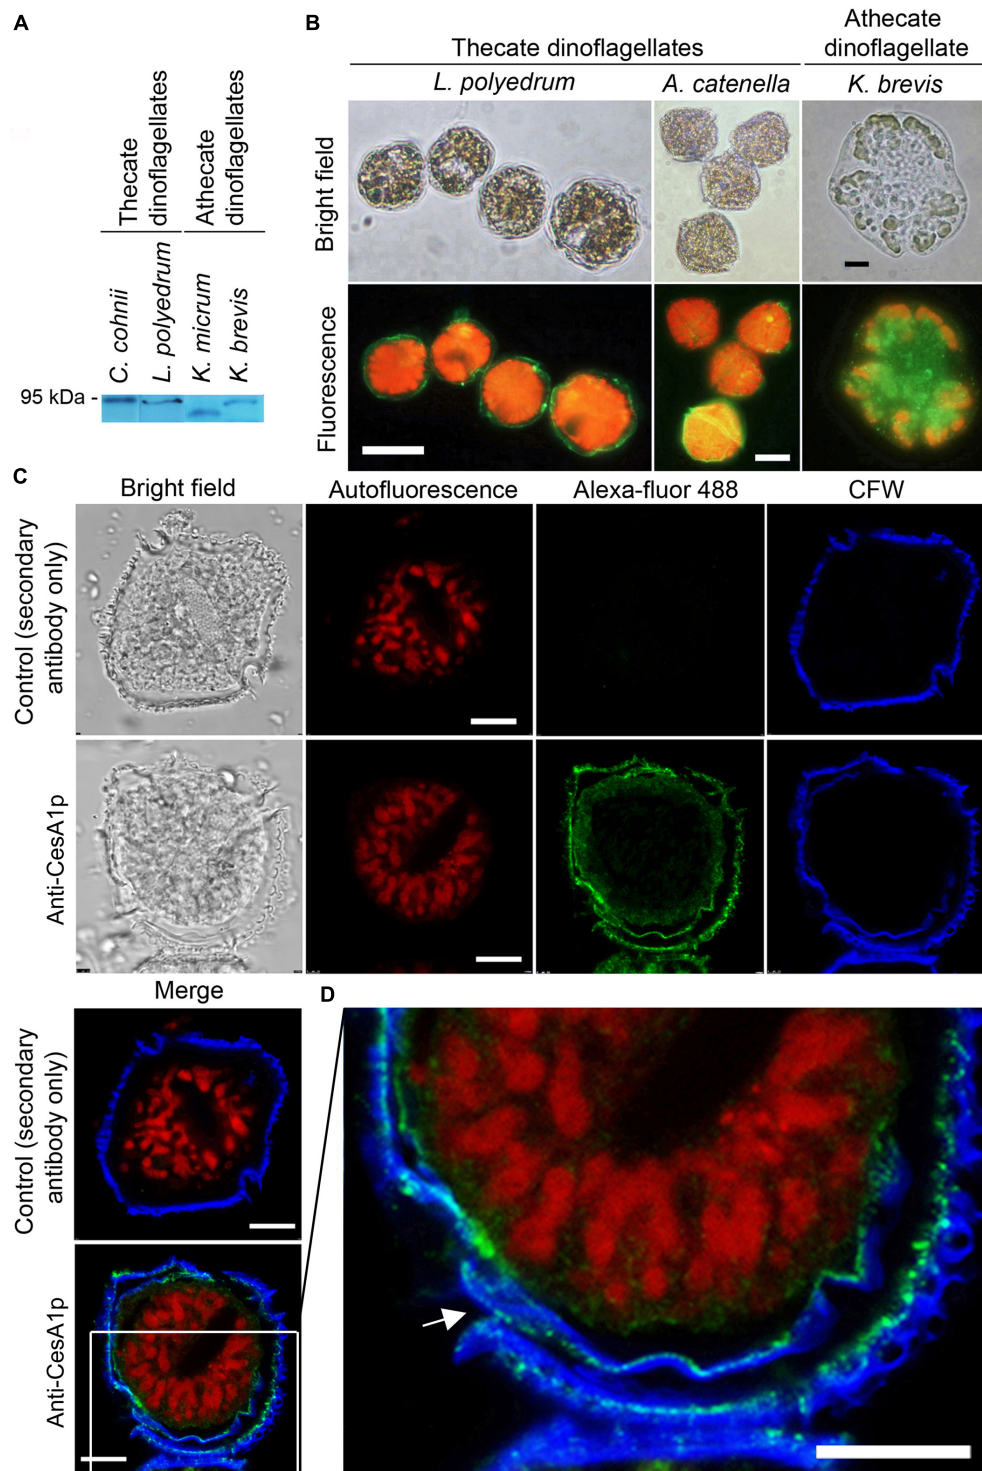 A
Thecate
dinoflagellates
Athecate
dinoflagellates
C. cohnii
L. polyedrum
K. micrum
K. brevis
95 kDa -
B
Thecate dinoflagellates
Athecate
dinoflagellate
L. polyedrum
A. catenella
K. brevis
Bright field
Fluorescence
C
Bright field
Autofluorescence
Alexa-fluor 488
CFW
Control (secondary
antibody only)
Anti-CesA1p
Merge
D
Control (secondary
antibody only)
Anti-CesA1p